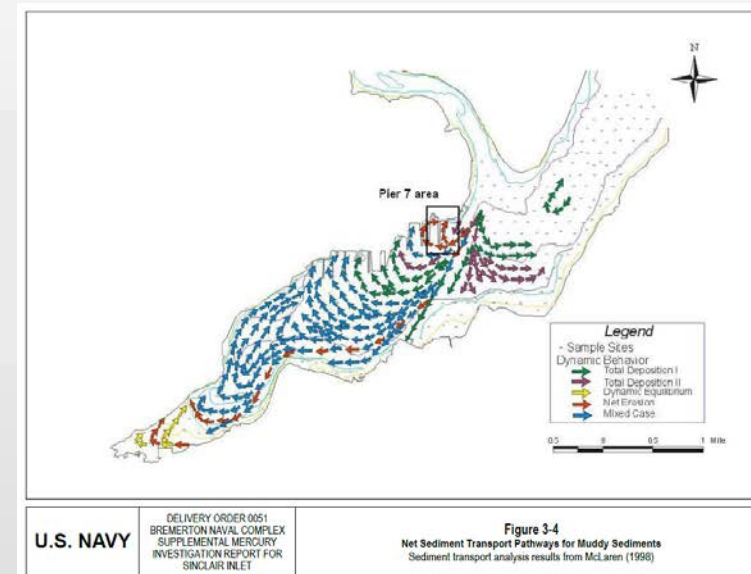 N
Pier 7 area
Legend
- Sample Sites
Dynamic Behavior
Total Deposition I
Total Deposition II
Dynamic Equilibrium
Net Erosion
Mixed Case
0.5 0 0.5 1 Mile
U.S. NAVY
DELIVERY ORDER 0051
BREMERTON NAVAL COMPLEX
SUPPLEMENTAL MERCURY
INVESTIGATION REPORT FOR
SINCLAIR INLET
Figure 3-4
Net Sediment Transport Pathways for Muddy Sediments
Sediment transport analysis results from McLaren (1998)